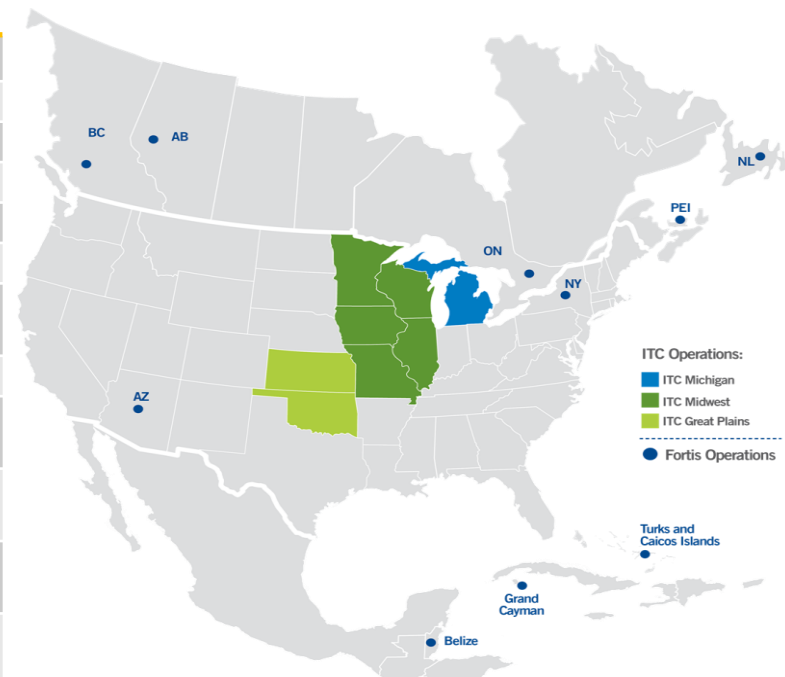 BC
AB
NL
PEI
ON
NY
ITC Operations:
ITC Michigan
ITC Midwest
ITC Great Plains
AZ
Fortis Operations
Turks and
Caicos Islands
Grand
Cayman
Belize